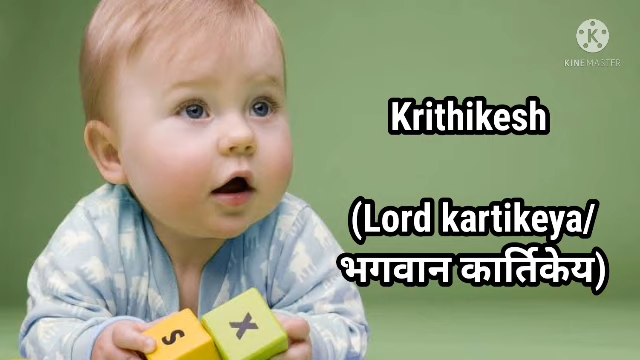 K
KINEMASTER
Krithikesh
(Lord kartikeya/
भगवान कार्तिकेय)
S
X